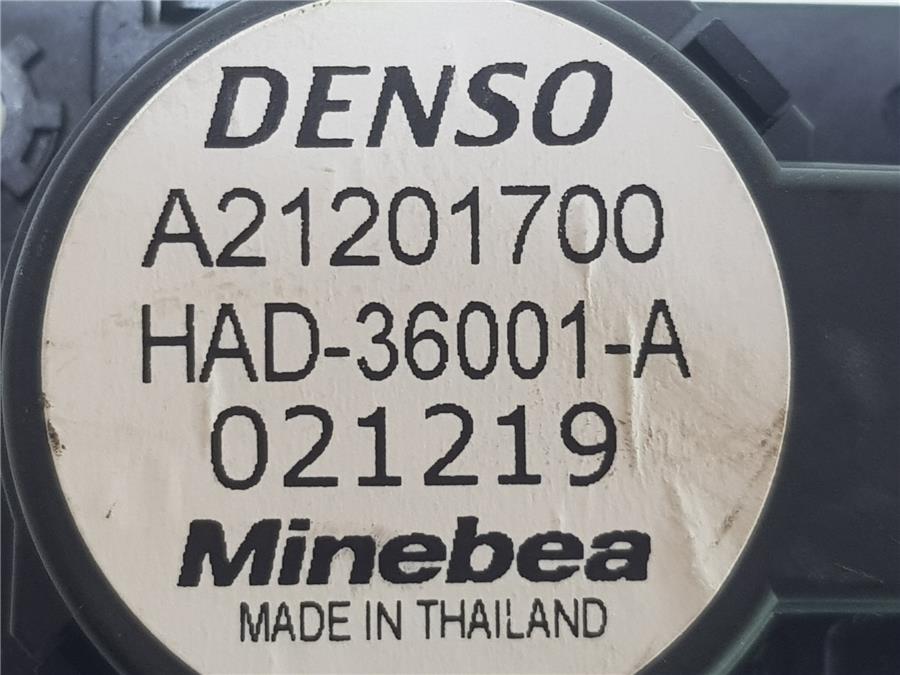 DENSO
A21201700
HAD-36001-A
021219
Minebea
MADE IN THAILAND